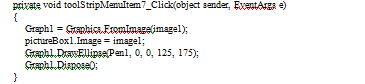 private void toolStripMenuItem7_Click(object sender, EventArgs e)
{
Graph1 = Graphics.FromImage(image1);
pictureBox1.Image = image1;
Graph1.DrawEllipse(Pen1, 0, 0, 125, 175);
Graph1.Dispose();
}